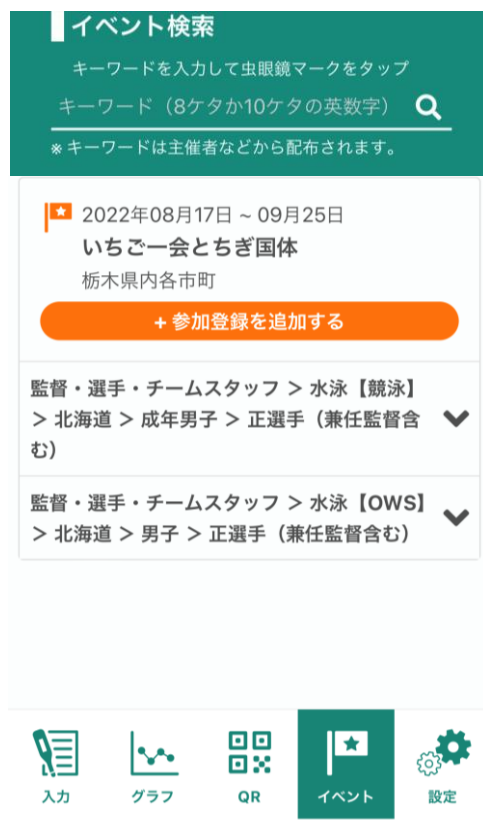 イベント検索
キーワードを入力して虫眼鏡マークをタップ
キーワード（8ケタか10ケタの英数字）
※キーワードは主催者などから配布されます。
2022年08月17日 ~ 09月25日
いちご一会とちぎ国体
栃木県内各市町
+ 参加登録を追加する
監督・選手・チームスタッフ > 水泳【競泳】
> 北海道 > 成年男子 > 正選手（兼任監督含
む）
監督・選手・チームスタッフ > 水泳【OWS】
> 北海道 > 男子 > 正選手（兼任監督含む）
入力 グラフ QR イベント 設定